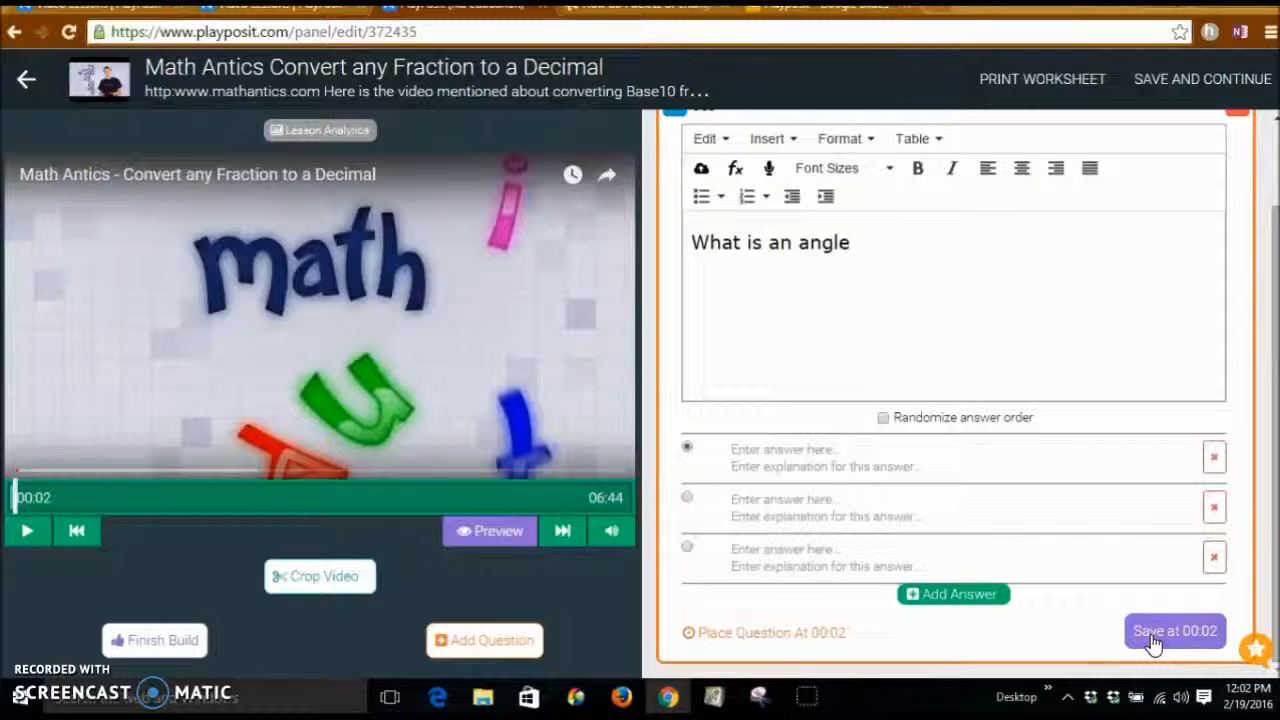 https://www.playposit.com/panel/edit/372435
Math Antics Convert any Fraction to a Decimal
http:www.mathantics.com Here is the video mentioned about converting Base10 fr...
PRINT WORKSHEET
SAVE AND CONTINUE
Lesson Analytics
Math Antics - Convert any Fraction to a Decimal
math
00:02
06:44
Preview
Crop Video
Finish Build
Add Question
Edit
Insert
Format
Table
fx
Font Sizes
B
I
What is an angle
Randomize answer order
Enter answer here...
Enter explanation for this answer...
Enter answer here...
Enter explanation for this answer...
Enter answer here...
Enter explanation for this answer...
Add Answer
Place Question At 00:02
Save at 00:02
RECORDED WITH
SCREENCAST MATIC
Desktop
12:02 PM
2/19/2016